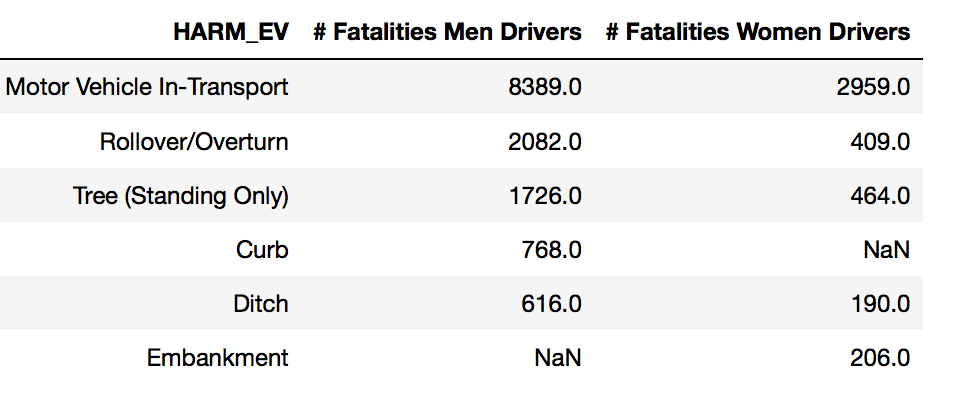 HARM_EV # Fatalities Men Drivers # Fatalities Women Drivers
Motor Vehicle In-Transport 8389.0 2959.0
Rollover/Overturn 2082.0 409.0
Tree (Standing Only) 1726.0 464.0
Curb 768.0 NaN
Ditch 616.0 190.0
Embankment NaN 206.0